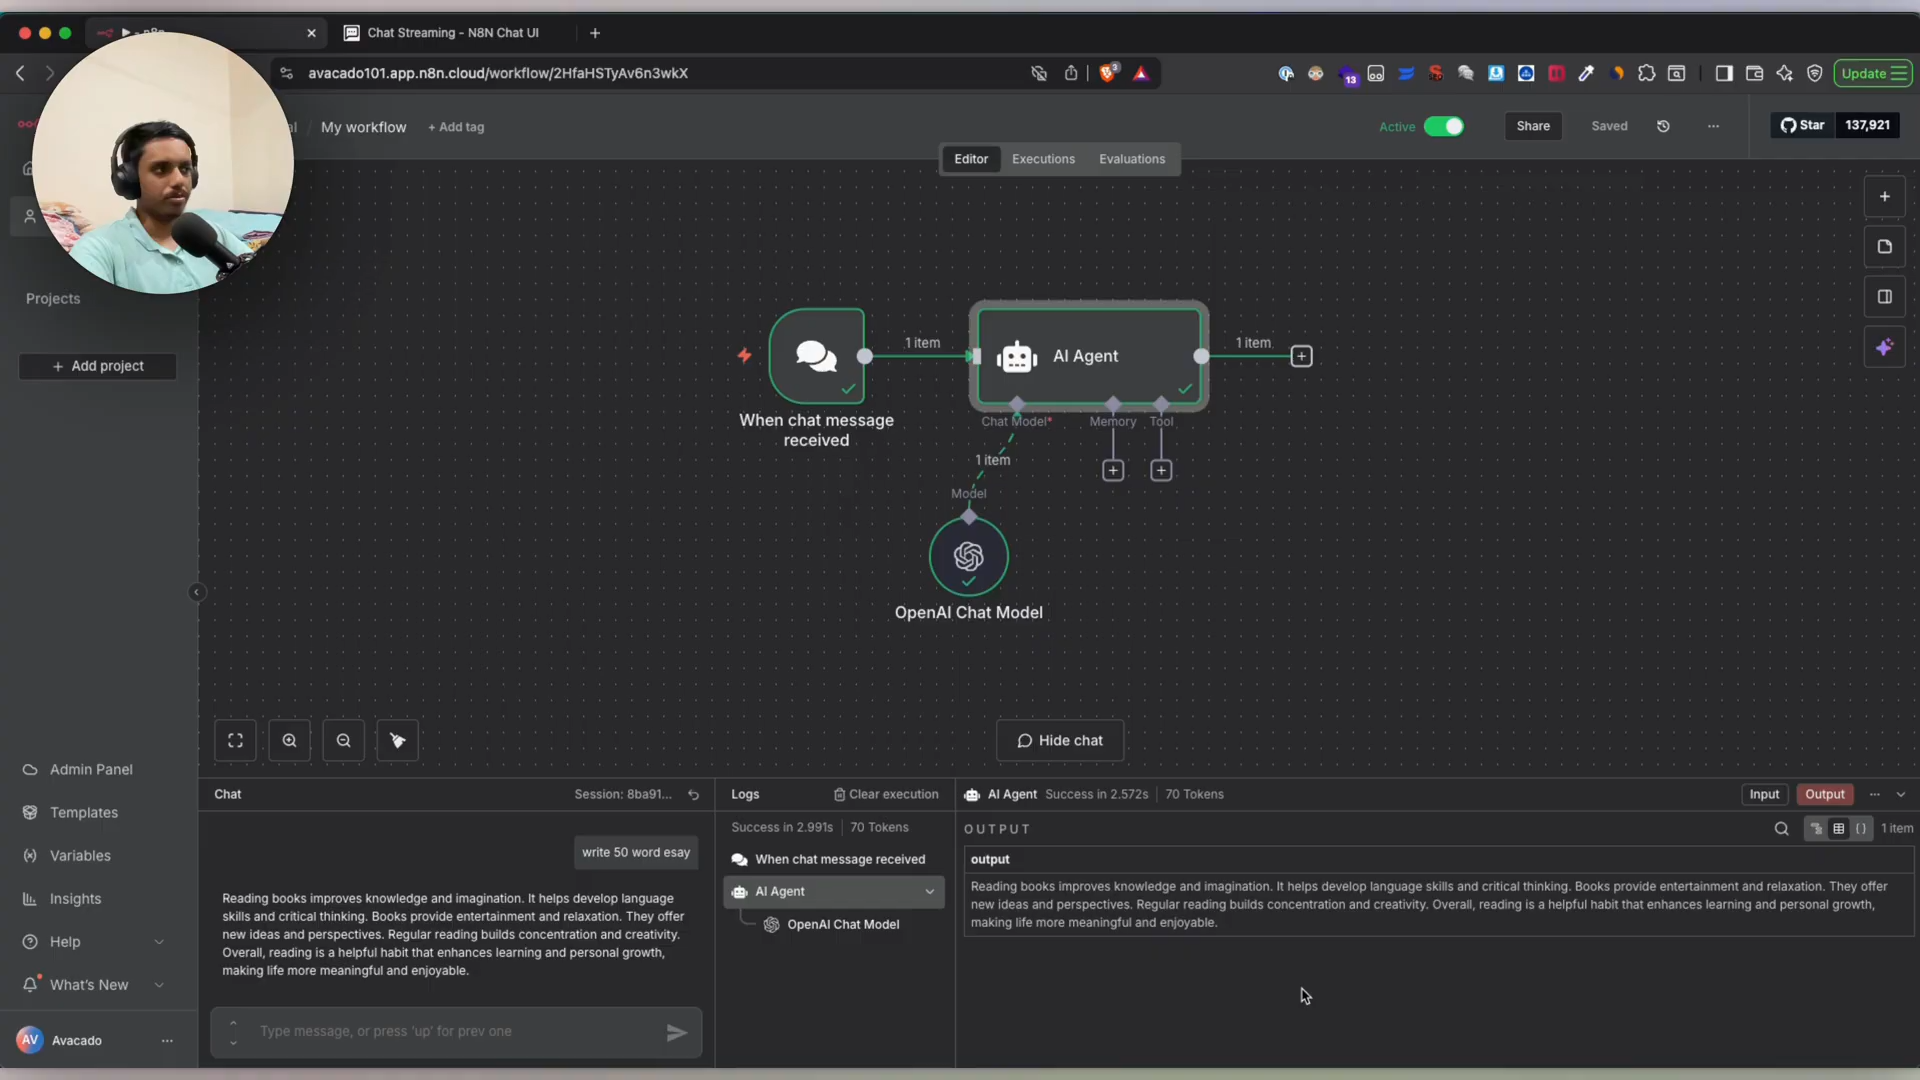 Chat Streaming - N8N Chat UI
avacado101.app.n8n.cloud/workflow/2HfaHSTyAv6n3wkX
3
13
Update
/ My workflow + Add tag
Active
Share
Saved
Star 137,921
Editor Executions Evaluations
Projects
+ Add project
1 item
AI Agent
1 item
When chat message
received
Chat Model*
Memory
Tool
1 item
Model
OpenAI Chat Model
Hide chat
Admin Panel
Templates
Variables
Insights
Help
What's New
AV Avacado
Chat
Session: 8ba91...
write 50 word esay
Reading books improves knowledge and imagination. It helps develop language
skills and critical thinking. Books provide entertainment and relaxation. They offer
new ideas and perspectives. Regular reading builds concentration and creativity.
Overall, reading is a helpful habit that enhances learning and personal growth,
making life more meaningful and enjoyable.
Type message, or press 'up' for prev one
Logs
Clear execution
Success in 2.991s | 70 Tokens
When chat message received
AI Agent
OpenAI Chat Model
AI Agent Success in 2.572s | 70 Tokens
Input Output
OUTPUT
1 item
output
Reading books improves knowledge and imagination. It helps develop language skills and critical thinking. Books provide entertainment and relaxation. They offer
new ideas and perspectives. Regular reading builds concentration and creativity. Overall, reading is a helpful habit that enhances learning and personal growth,
making life more meaningful and enjoyable.